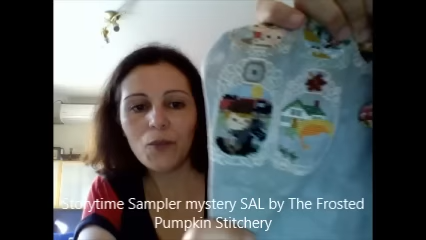 Storytime Sampler mystery SAL by The Frosted
Pumpkin Stitchery